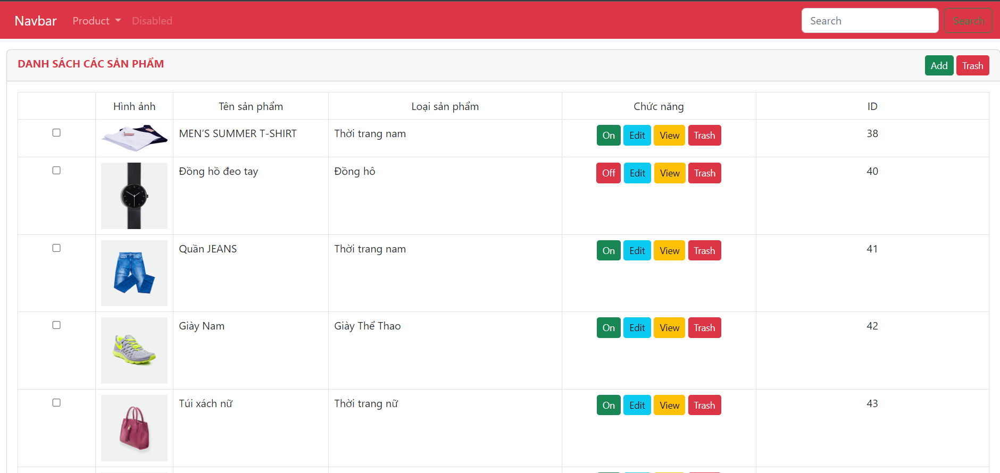 Navbar Product Disabled Search Search
DANH SÁCH CÁC SẢN PHẨM Add Trash
Hình ảnh Tên sản phẩm Loại sản phẩm Chức năng ID
MEN’S SUMMER T-SHIRT Thời trang nam On Edit View Trash 38
Đồng hồ đeo tay Đồng hô Off Edit View Trash 40
Quần JEANS Thời trang nam On Edit View Trash 41
Giày Nam Giày Thể Thao On Edit View Trash 42
Túi xách nữ Thời trang nữ On Edit View Trash 43